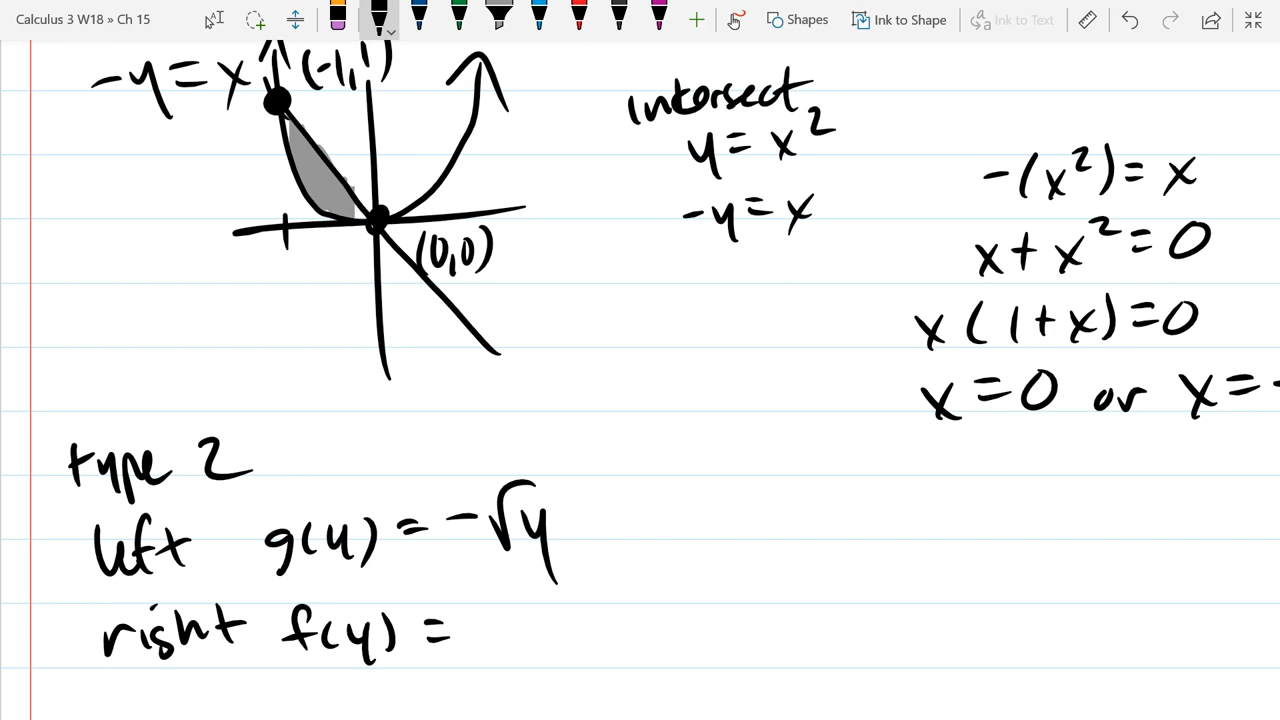 Calculus 3 W18 » Ch 15
Shapes
Ink to Shape
Ink to Text
-y = x
(-1, 1)
(0,0)
intersect
y = x²
-y = x
-(x²) = x
x + x² = 0
x(1+x) = 0
x = 0 or x = -
type 2
left g(y) = -√y
right f(y) =